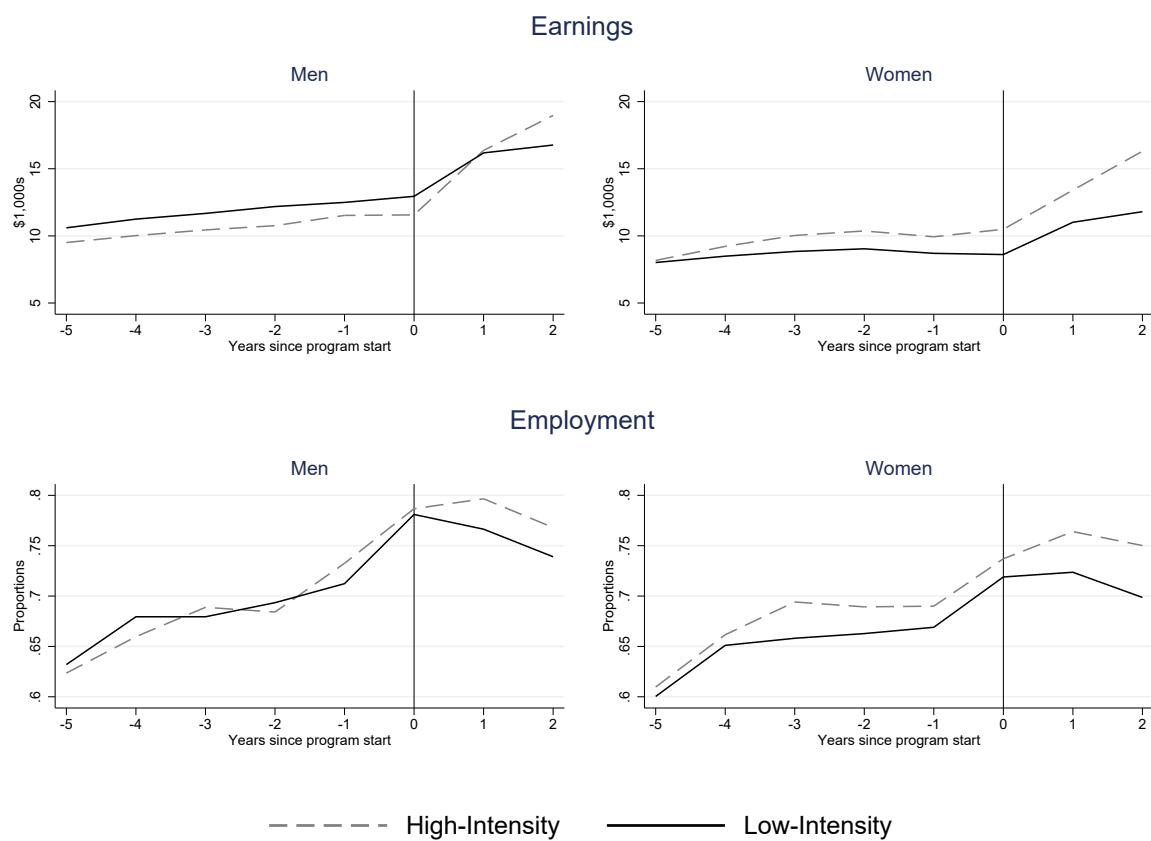 Earnings
Men
20
15
10
5
$1,000s
-5 -4 -3 -2 -1 0 1 2
Years since program start
Women
20
15
10
5
$1,000s
-5 -4 -3 -2 -1 0 1 2
Years since program start
Employment
Men
.8
.75
.7
.65
.6
Proportions
-5 -4 -3 -2 -1 0 1 2
Years since program start
Women
.8
.75
.7
.65
.6
Proportions
-5 -4 -3 -2 -1 0 1 2
Years since program start
High-Intensity Low-Intensity